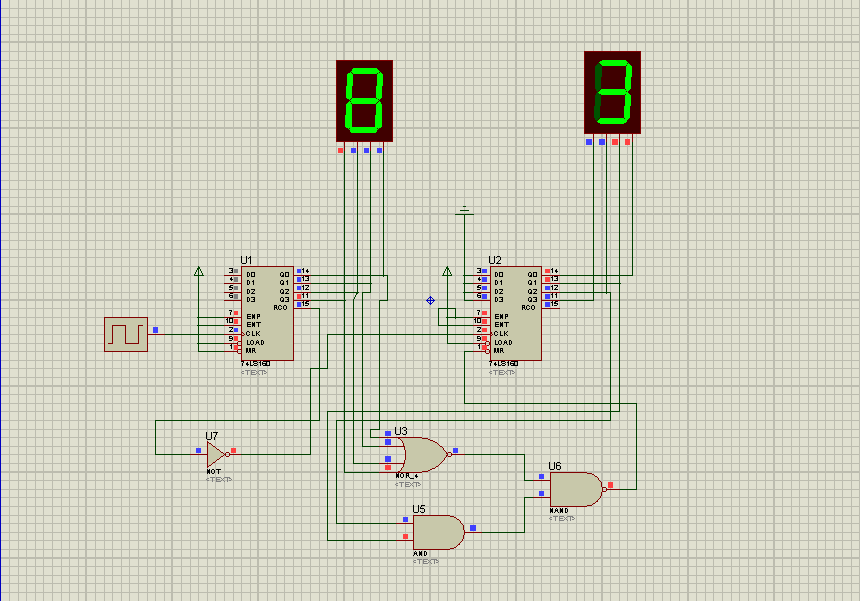 8
3
U1
3 D0 Q0 14
4 D1 Q1 13
5 D2 Q2 12
6 D3 Q3 11
RCO 15
7 ENP
10 ENT
2 CLK
9 LOAD
1 MR
74LS160
<TEXT>
U2
3 D0 Q0 14
4 D1 Q1 13
5 D2 Q2 12
6 D3 Q3 11
RCO 15
7 ENP
10 ENT
2 CLK
9 LOAD
1 MR
74LS160
<TEXT>
U7
NOT
<TEXT>
U3
NOR_4
<TEXT>
U6
NAND
<TEXT>
U5
AND
<TEXT>